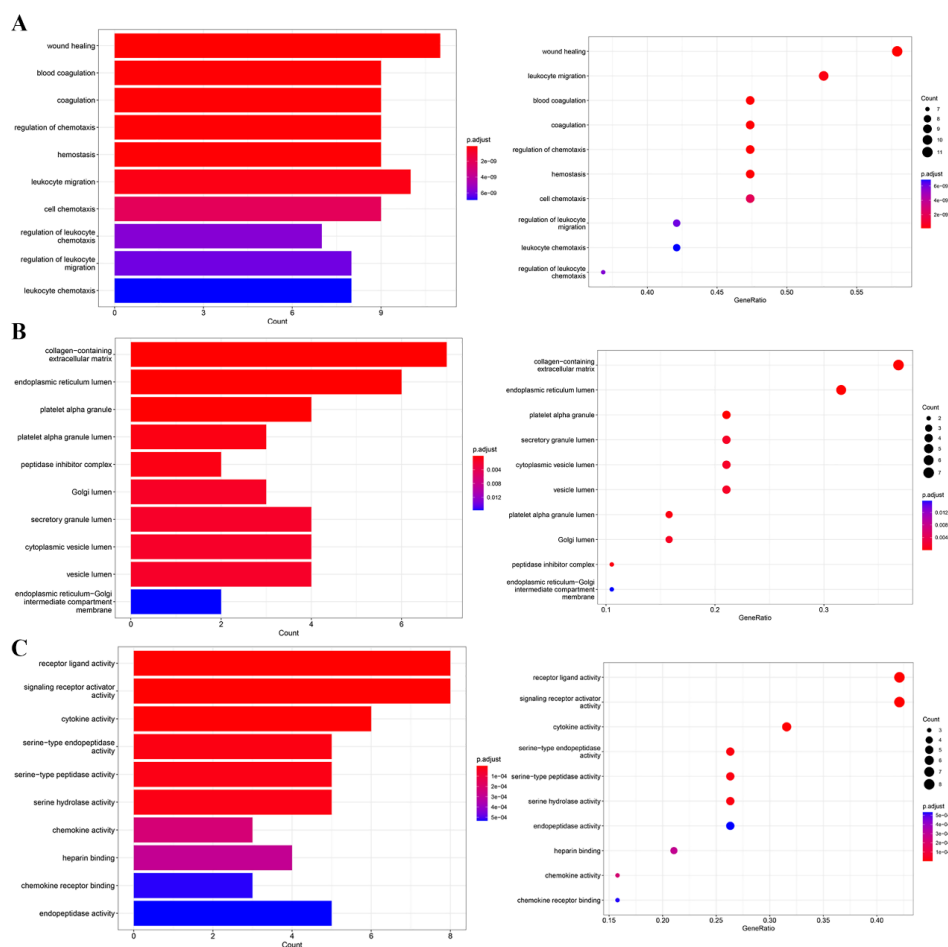 A
wound healing
blood coagulation
coagulation
regulation of chemotaxis
hemostasis
leukocyte migration
cell chemotaxis
regulation of leukocyte
chemotaxis
regulation of leukocyte
migration
leukocyte chemotaxis
0 3 6 9
Count
p.adjust
2e−09
4e−09
6e−09
wound healing
leukocyte migration
blood coagulation
coagulation
regulation of chemotaxis
hemostasis
cell chemotaxis
regulation of leukocyte
migration
leukocyte chemotaxis
regulation of leukocyte
chemotaxis
0.40 0.45 0.50 0.55
GeneRatio
Count
7
8
9
10
11
p.adjust
6e−09
4e−09
2e−09
B
collagen−containing
extracellular matrix
endoplasmic reticulum lumen
platelet alpha granule
platelet alpha granule lumen
peptidase inhibitor complex
Golgi lumen
secretory granule lumen
cytoplasmic vesicle lumen
vesicle lumen
endoplasmic reticulum−Golgi
intermediate compartment
membrane
0 2 4 6
Count
p.adjust
0.004
0.008
0.012
collagen−containing
extracellular matrix
endoplasmic reticulum lumen
platelet alpha granule
secretory granule lumen
cytoplasmic vesicle lumen
vesicle lumen
platelet alpha granule lumen
Golgi lumen
peptidase inhibitor complex
endoplasmic reticulum−Golgi
intermediate compartment
membrane
0.1 0.2 0.3
GeneRatio
Count
2
3
4
5
6
7
p.adjust
0.012
0.008
0.004
C
receptor ligand activity
signaling receptor activator
activity
cytokine activity
serine−type endopeptidase
activity
serine−type peptidase activity
serine hydrolase activity
chemokine activity
heparin binding
chemokine receptor binding
endopeptidase activity
0 2 4 6 8
Count
p.adjust
1e−04
2e−04
3e−04
4e−04
5e−04
receptor ligand activity
signaling receptor activator
activity
cytokine activity
serine−type endopeptidase
activity
serine−type peptidase activity
serine hydrolase activity
endopeptidase activity
heparin binding
chemokine activity
chemokine receptor binding
0.15 0.20 0.25 0.30 0.35 0.40
GeneRatio
Count
3
4
5
6
7
8
p.adjust
5e−04
4e−04
3e−04
2e−04
1e−04